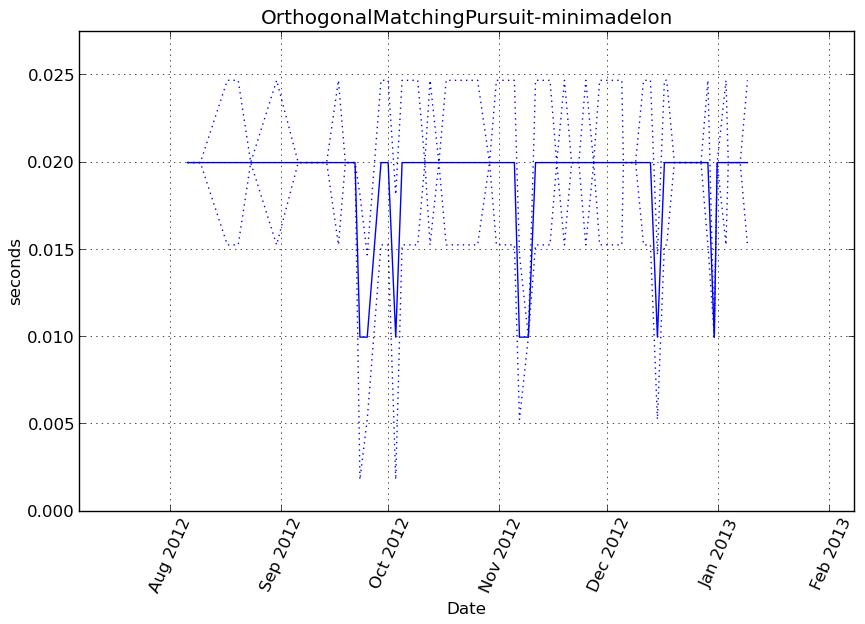 OrthogonalMatchingPursuit-minimadelon
0.025
0.020
0.015
0.010
0.005
0.000
seconds
Aug 2012
Sep 2012
Oct 2012
Nov 2012
Dec 2012
Jan 2013
Feb 2013
Date